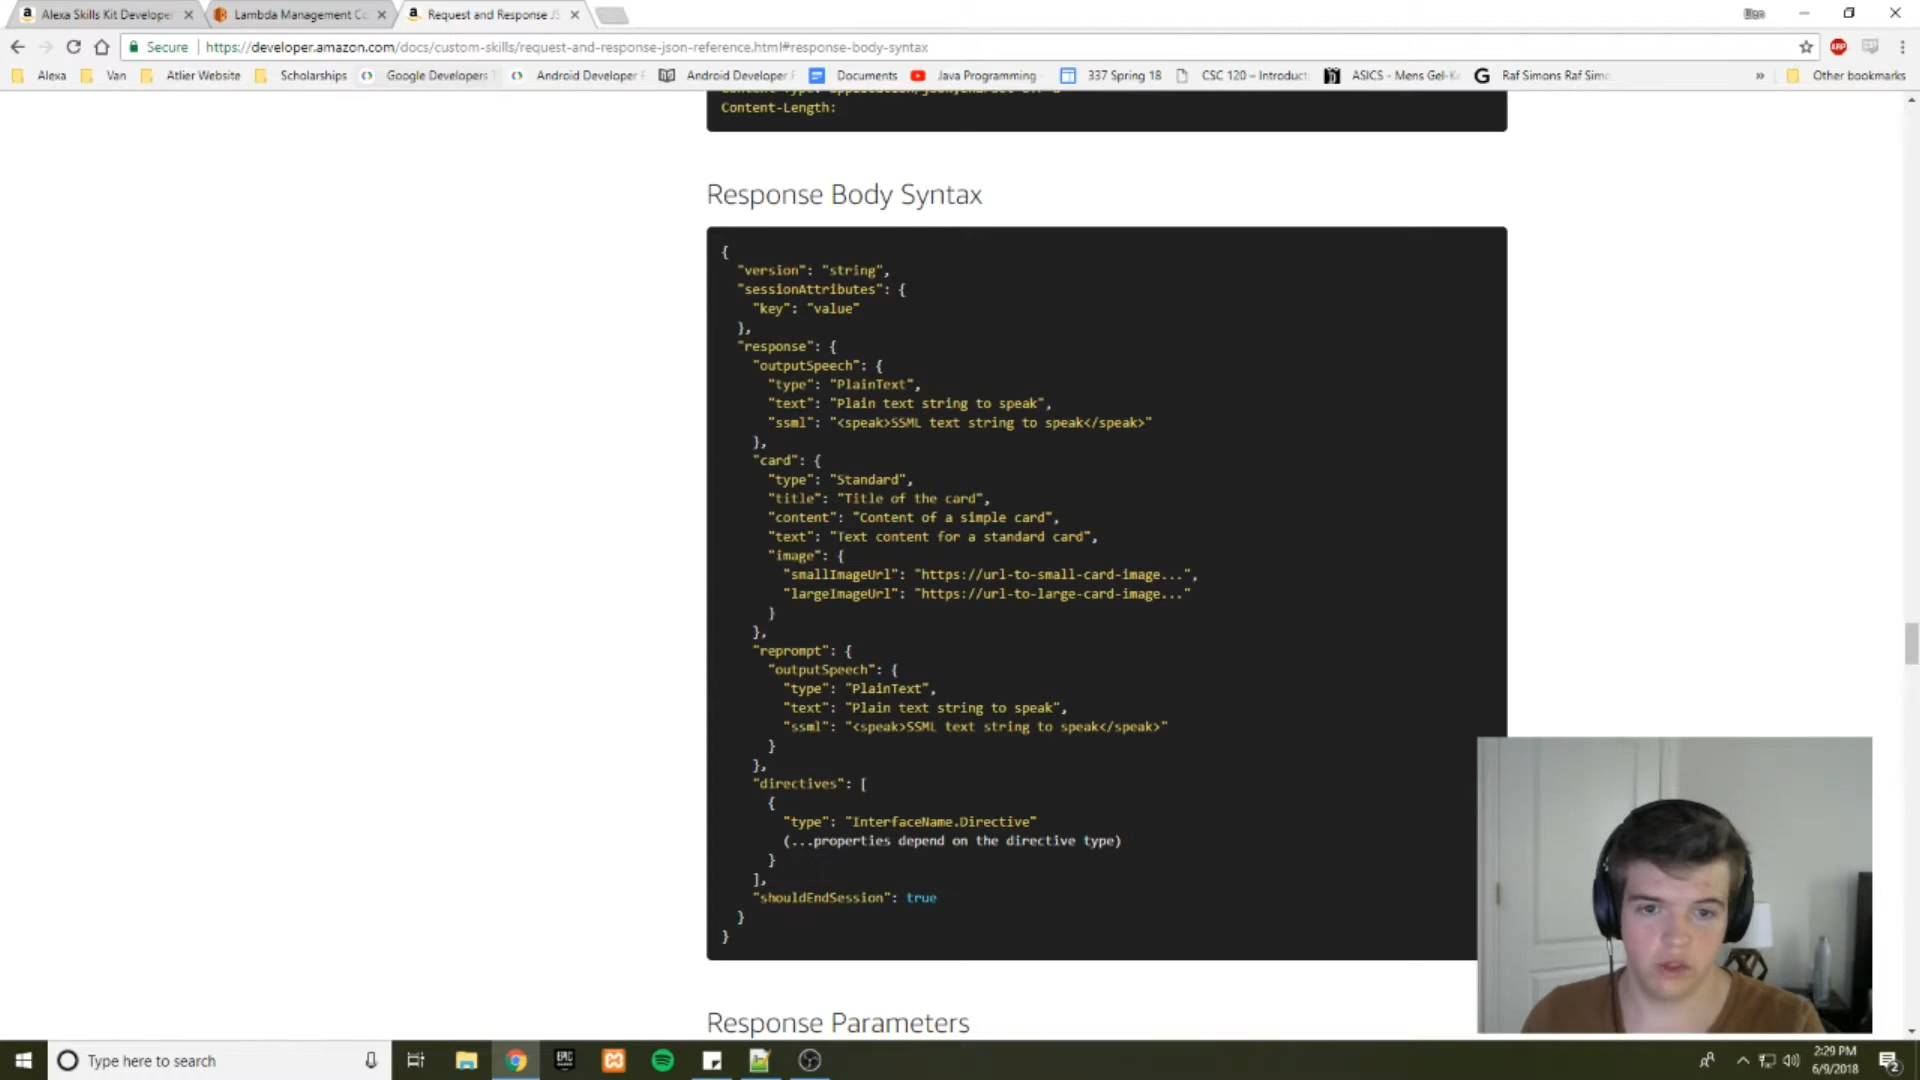 Alexa Skills Kit Developer
Lambda Management Co
Request and Response JS
Secure
https://developer.amazon.com/docs/custom-skills/request-and-response-json-reference.html#response-body-syntax
Alexa
Van
Atlier Website
Scholarships
Google Developers T
Android Developer F
Android Developer F
Documents
Java Programming
337 Spring 18
CSC 120 – Introduct
ASICS - Mens Gel-K
Raf Simons Raf Simo
»
Other bookmarks
Content-Length:
Response Body Syntax
{
"version": "string",
"sessionAttributes": {
"key": "value"
},
"response": {
"outputSpeech": {
"type": "PlainText",
"text": "Plain text string to speak",
"ssml": "<speak>SSML text string to speak</speak>"
},
"card": {
"type": "Standard",
"title": "Title of the card",
"content": "Content of a simple card",
"text": "Text content for a standard card",
"image": {
"smallImageUrl": "https://url-to-small-card-image...",
"largeImageUrl": "https://url-to-large-card-image..."
}
},
"reprompt": {
"outputSpeech": {
"type": "PlainText",
"text": "Plain text string to speak",
"ssml": "<speak>SSML text string to speak</speak>"
}
},
"directives": [
{
"type": "InterfaceName.Directive"
(...properties depend on the directive type)
}
],
"shouldEndSession": true
}
}
Response Parameters
Type here to search
EPIC
GAMES
2:29 PM
6/9/2018
2